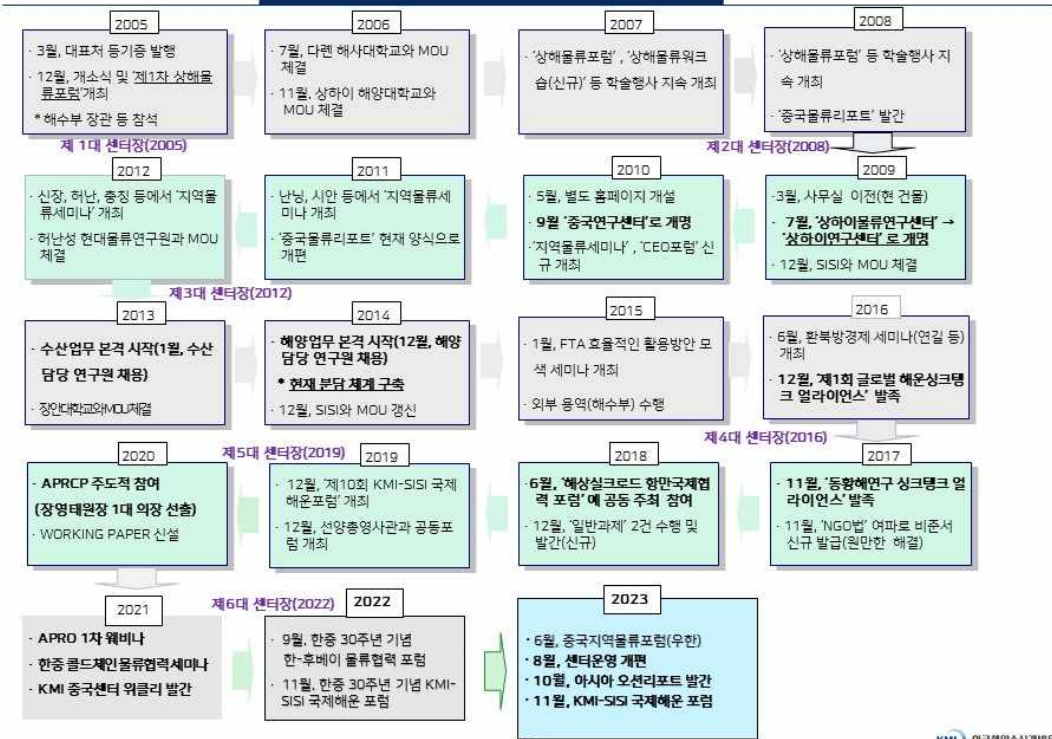 2005
· 3월, 대표처 등기증 발행
· 12월, 개소식 및 '제1차 상해물
류포럼'개최
* 해수부 장관 등 참석
2006
· 7월, 다롄 해사대학교와 MOU
체결
· 11월, 상하이 해양대학교와
MOU 체결
2007
· '상해물류포럼' , '상해물류워크
숍(신규)' 등 학술행사 지속 개최
2008
· '상해물류포럼' 등 학술행사 지
속 개최
· '중국물류리포트' 발간
제 1대 센터장(2005)
제2대 센터장(2008)
2012
· 신장, 허난, 충칭 등에서 '지역물
류세미나' 개최
· 허난성 현대물류연구원과 MOU
체결
2011
· 난닝, 시안 등에서 '지역물류세
미나 개최
· '중국물류리포트' 현재 양식으로
개편
2010
· 5월, 별도 홈페이지 개설
· 9월 '중국연구센터'로 개명
·'지역물류세미나' , 'CEO포럼' 신
규 개최
2009
·3월, 사무실 이전(현 건물)
· 7월, '상하이물류연구센터' →
'상하이연구센터' 로 개명
· 12월, SISI와 MOU 체결
제3대 센터장(2012)
2013
· 수산업무 본격 시작(1월, 수산
담당 연구원 채용)
· 장안대학교와MOU체결
2014
· 해양업무 본격 시작(12월, 해양
담당 연구원 채용)
* 현재 분담 체계 구축
· 12월, SISI와 MOU 갱신
2015
· 1월, FTA 효율적인 활용방안 모
색 세미나 개최
· 외부 용역(해수부) 수행
2016
· 6월, 환북방경제 세미나(연길 등)
개최
· 12월, '제1회 글로벌 해운싱크탱
크 얼라이언스' 발족
제4대 센터장(2016)
제5대 센터장(2019)
2020
· APRCP 주도적 참여
(장영태원장 1대 의장 선출)
· WORKING PAPER 신설
2019
· 12월, '제10회 KMI-SISI 국제
해운포럼' 개최
· 12월, 선양총영사관과 공동포
럼 개최
2018
· 6월, '해상실크로드 항만국제협
력 포럼' 에 공동 주최 참여
· 12월, '일반과제' 2건 수행 및
발간(신규)
2017
· 11월, '동황해연구 싱크탱크 얼
라이언스' 발족
· 11월, 'NGO법' 여파로 비준서
신규 발급(원만한 해결)
제6대 센터장(2022)
2021
· APRO 1차 웨비나
· 한중 콜드체인 물류협력세미나
· KMI 중국센터 위클리 발간
2022
· 9월, 한중 30주년 기념
한-후베이 물류협력 포럼
· 11월, 한중 30주년 기념 KMI-
SISI 국제해운 포럼
2023
· 6월, 중국지역물류포럼(우한)
· 8월, 센터운영 개편
· 10월, 아시아 오션리포트 발간
· 11월, KMI-SISI 국제해운 포럼
KMI